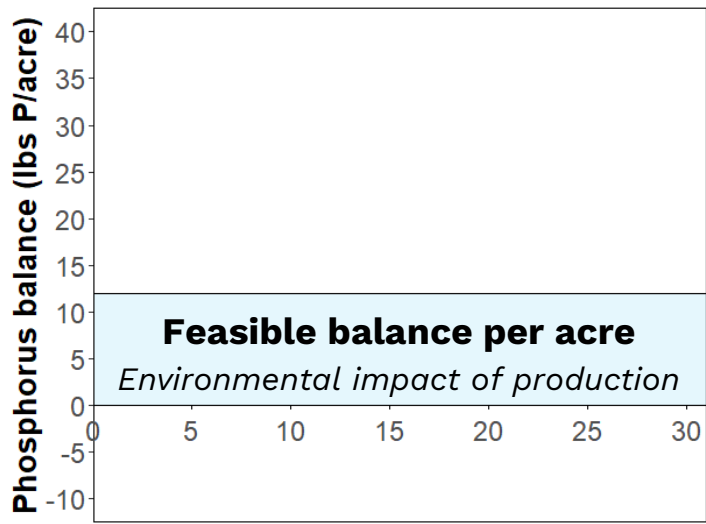 Phosphorus balance (lbs P/acre)
40
35
30
25
20
15
10
5
0
-5
-10
Feasible balance per acre
Environmental impact of production
0 5 10 15 20 25 30